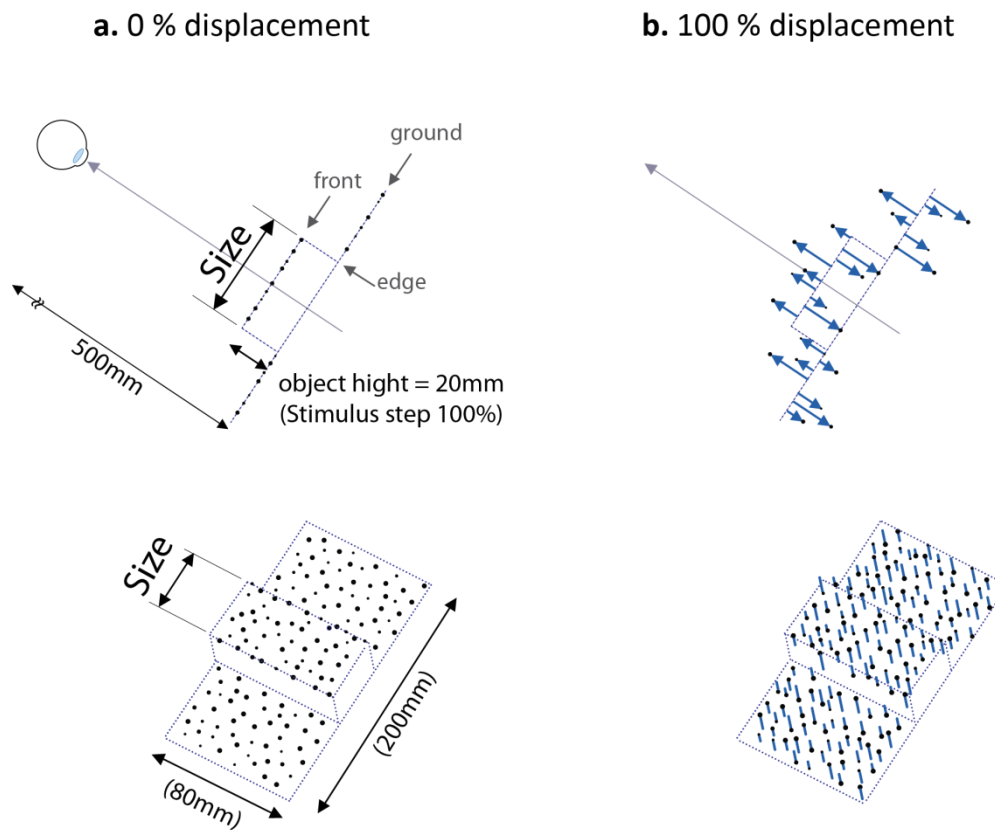 a. 0 % displacement
b. 100 % displacement
ground
front
Size
edge
500mm
object hight = 20mm
(Stimulus step 100%)
Size
(200mm)
(80mm)